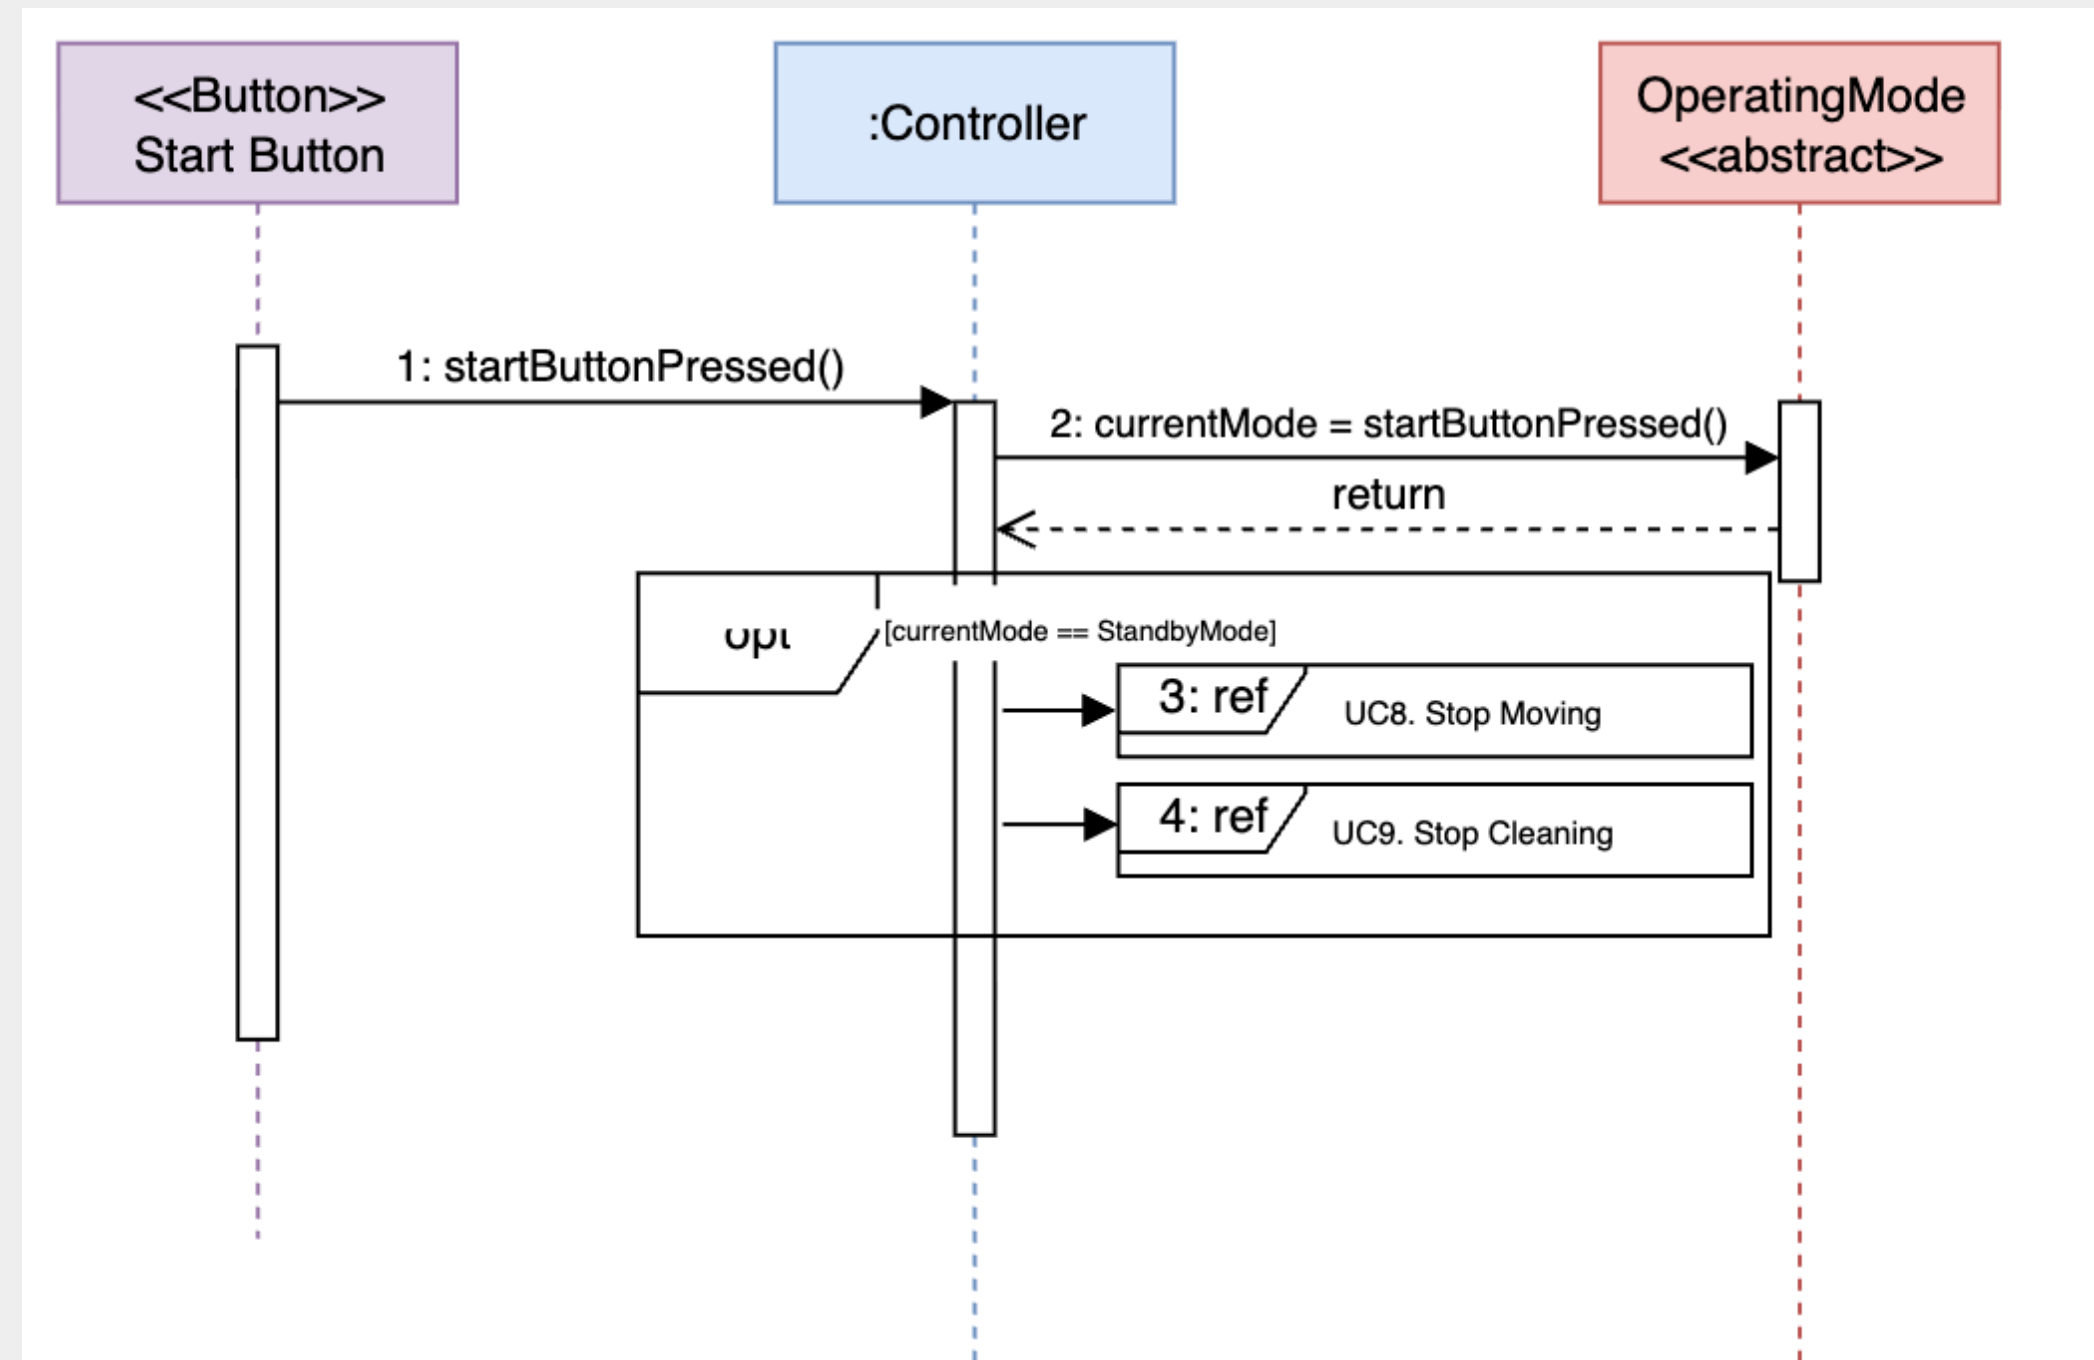 <<Button>>
Start Button
:Controller
OperatingMode
<<abstract>>
1: startButtonPressed()
2: currentMode = startButtonPressed()
return
opt
[currentMode == StandbyMode]
3: ref
UC8. Stop Moving
4: ref
UC9. Stop Cleaning